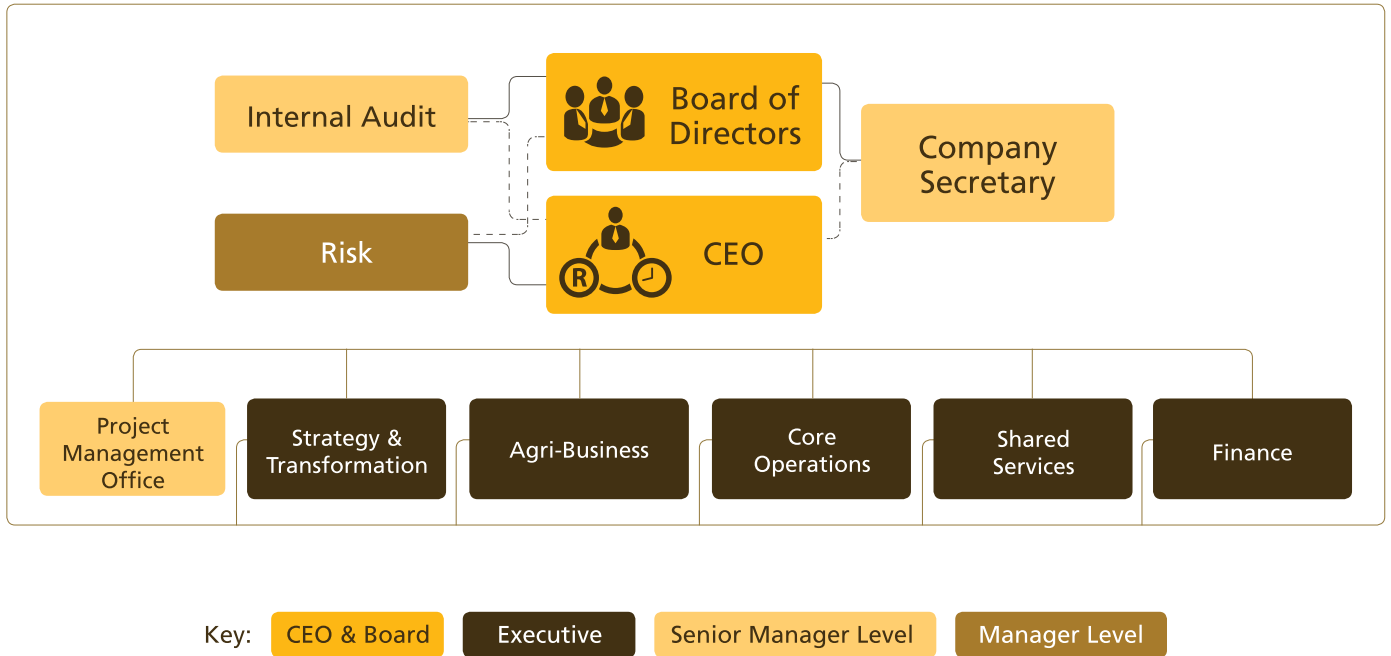 Internal Audit
Board of
Directors
Company
Secretary
Risk
CEO
R
Project
Management
Office
Strategy &
Transformation
Agri-Business
Core
Operations
Shared
Services
Finance
Key:
CEO & Board
Executive
Senior Manager Level
Manager Level